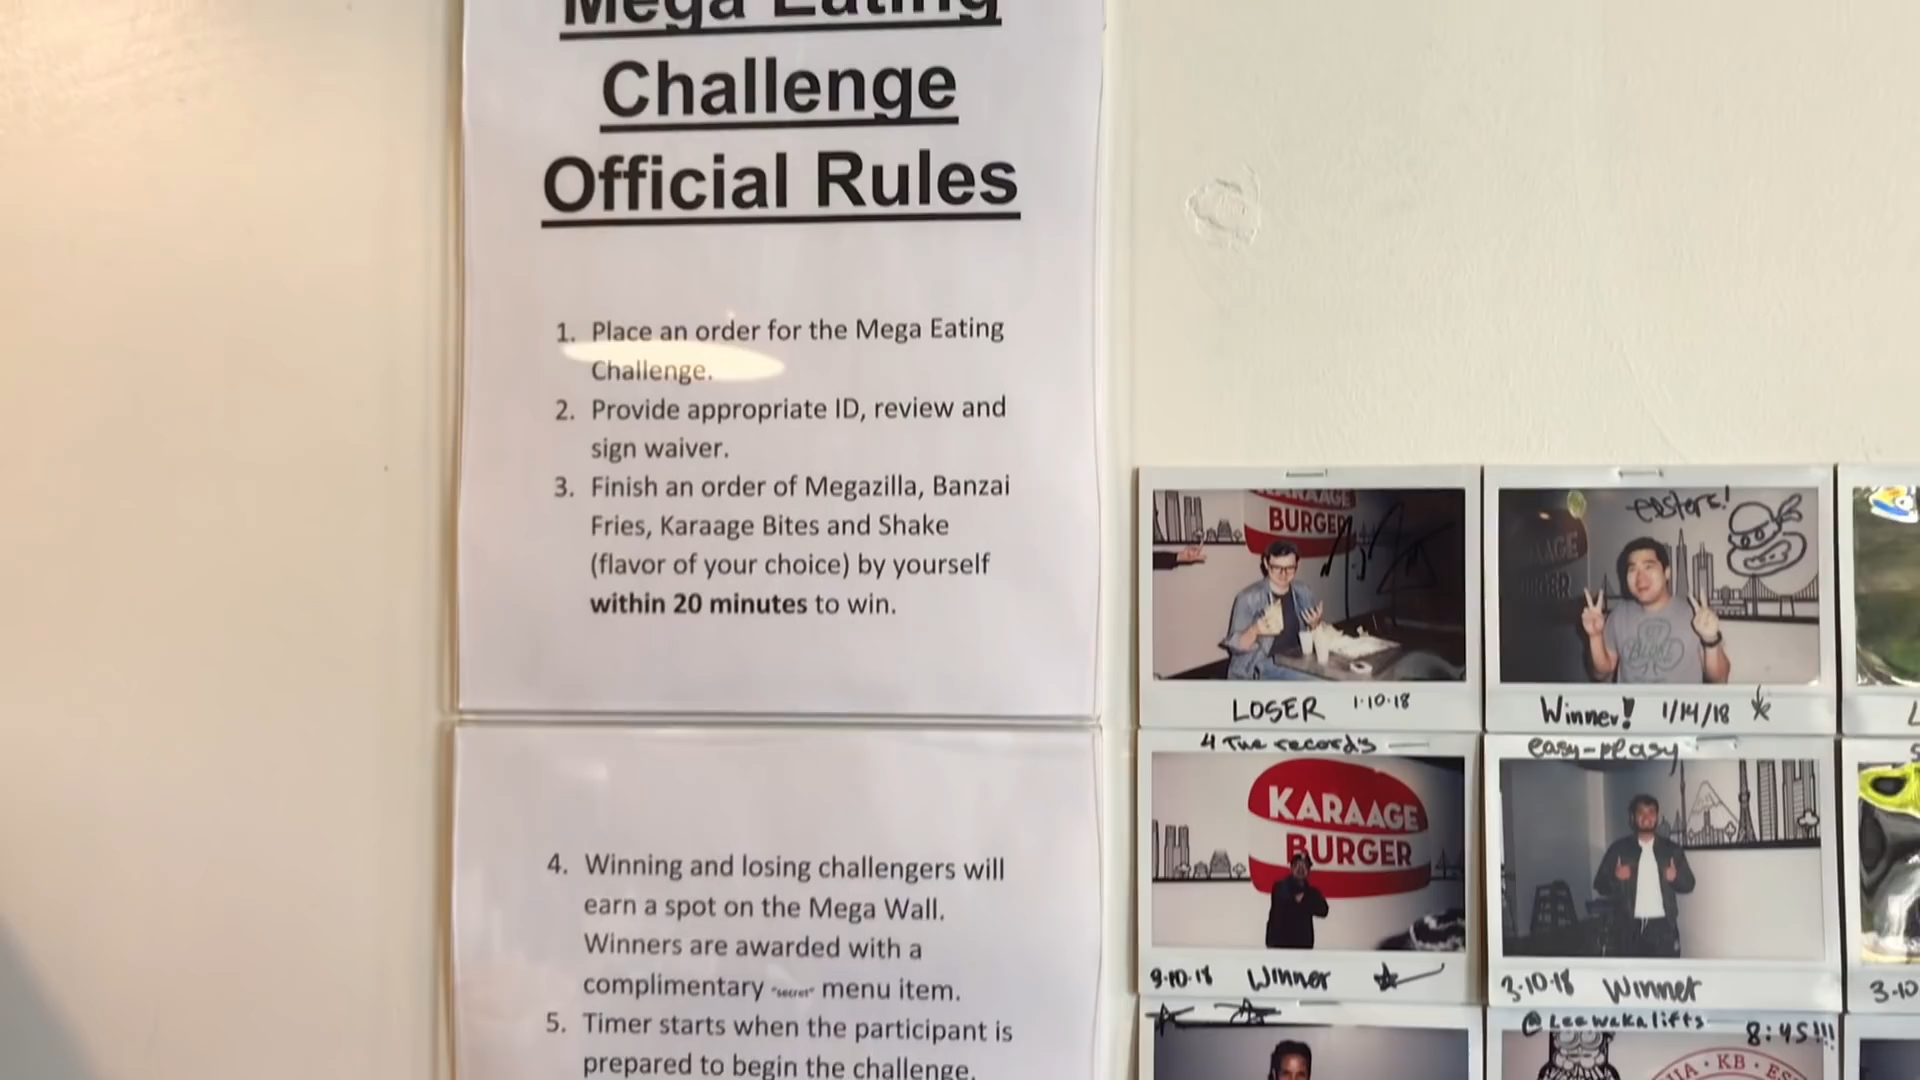 Mega Eating
Challenge
Official Rules
1. Place an order for the Mega Eating
Challenge.
2. Provide appropriate ID, review and
sign waiver.
3. Finish an order of Megazilla, Banzai
Fries, Karaage Bites and Shake
(flavor of your choice) by yourself
within 20 minutes to win.
4. Winning and losing challengers will
earn a spot on the Mega Wall.
Winners are awarded with a
complimentary "secret" menu item.
5. Timer starts when the participant is
prepared to begin the challenge.
KARAAGE
BURGER
LOSER 1·10·18
Winner! 1/14/18
4 The records
KARAAGE
BURGER
9·10·18 Winner
easy-peasy
3·10·18 Winner
3·10
@Leewakalifts 8:45!!!
KB · ES